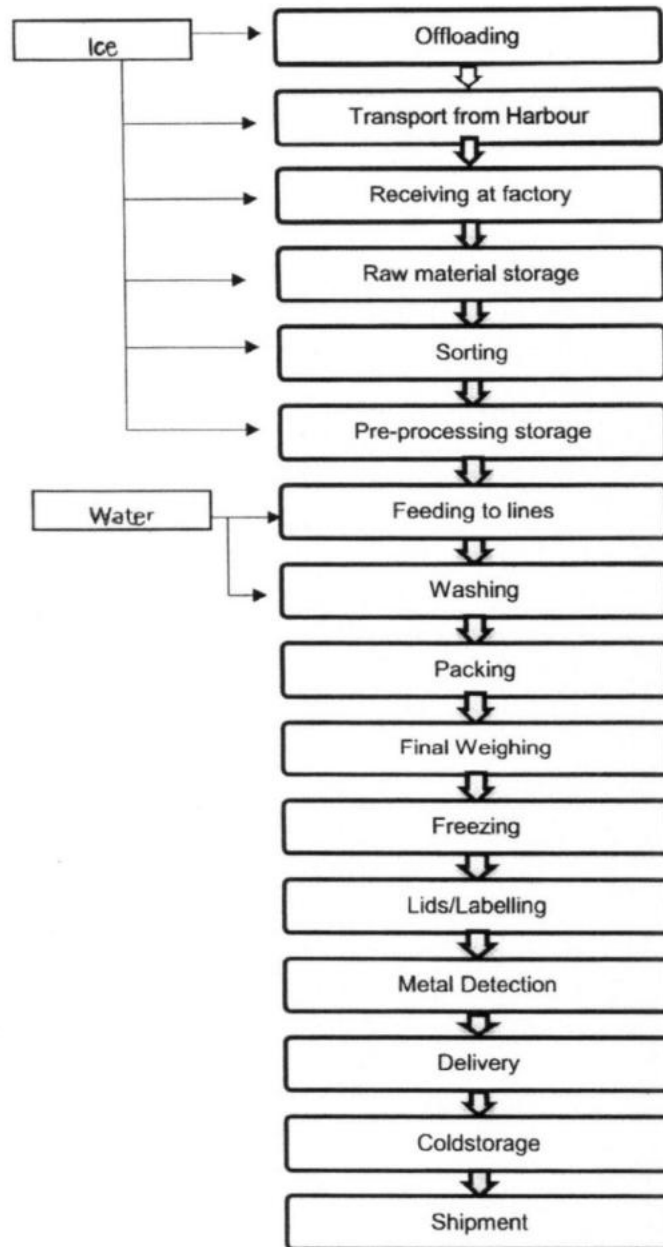 Ice
Offloading
Transport from Harbour
Receiving at factory
Raw material storage
Sorting
Pre-processing storage
Water
Feeding to lines
Washing
Packing
Final Weighing
Freezing
Lids/Labelling
Metal Detection
Delivery
Coldstorage
Shipment